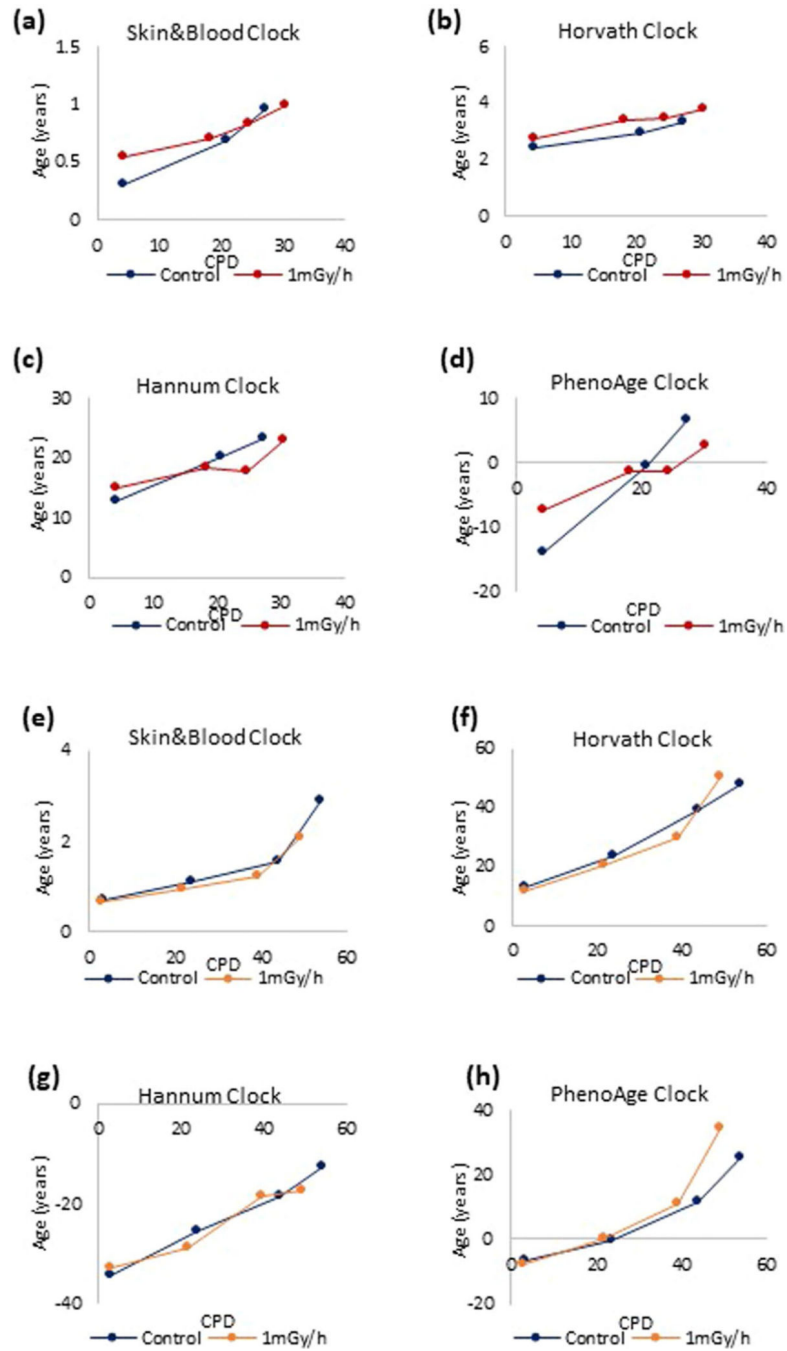 (a)
Skin&Blood Clock
1.5
1
0.5
0
Age (years)
0 10 20 30 40
CPD
Control 1mGy/h
(b)
Horvath Clock
6
4
2
0
Age (years)
0 10 20 30 40
CPD
Control 1mGy/h
(c)
Hannum Clock
30
20
10
0
Age (years)
0 10 20 30 40
CPD
Control 1mGy/h
(d)
PhenoAge Clock
10
0
-10
-20
Age (years)
0 20 40
CPD
Control 1mGy/h
(e)
Skin&Blood Clock
4
2
0
Age (years)
0 20 40 60
CPD
Control 1mGy/h
(f)
Horvath Clock
60
40
20
0
Age (years)
0 20 40 60
CPD
Control 1mGy/h
(g)
Hannum Clock
0
-20
-40
Age (years)
0 20 40 60
CPD
Control 1mGy/h
(h)
PhenoAge Clock
40
20
0
-20
Age (years)
0 20 40 60
CPD
Control 1mGy/h